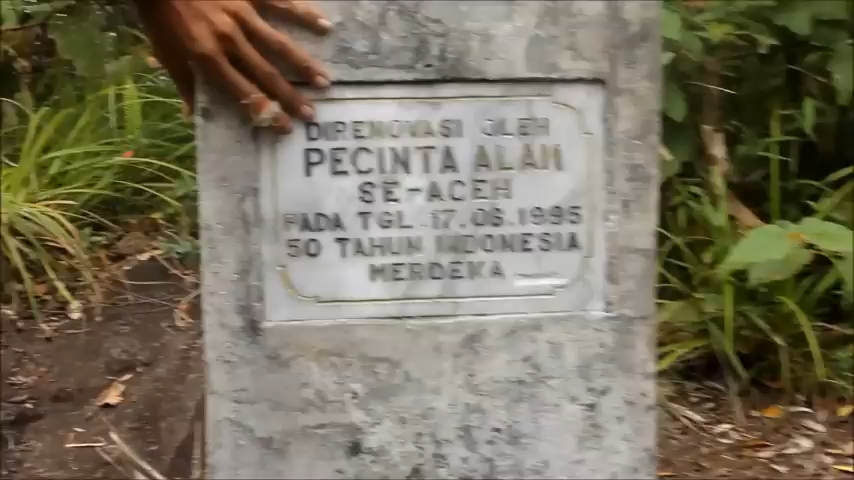 DIRENOVASI OLEH
PECINTA ALAM
SE-ACEH
PADA TGL. 17.08.1995
50 TAHUN INDONESIA
MERDEKA